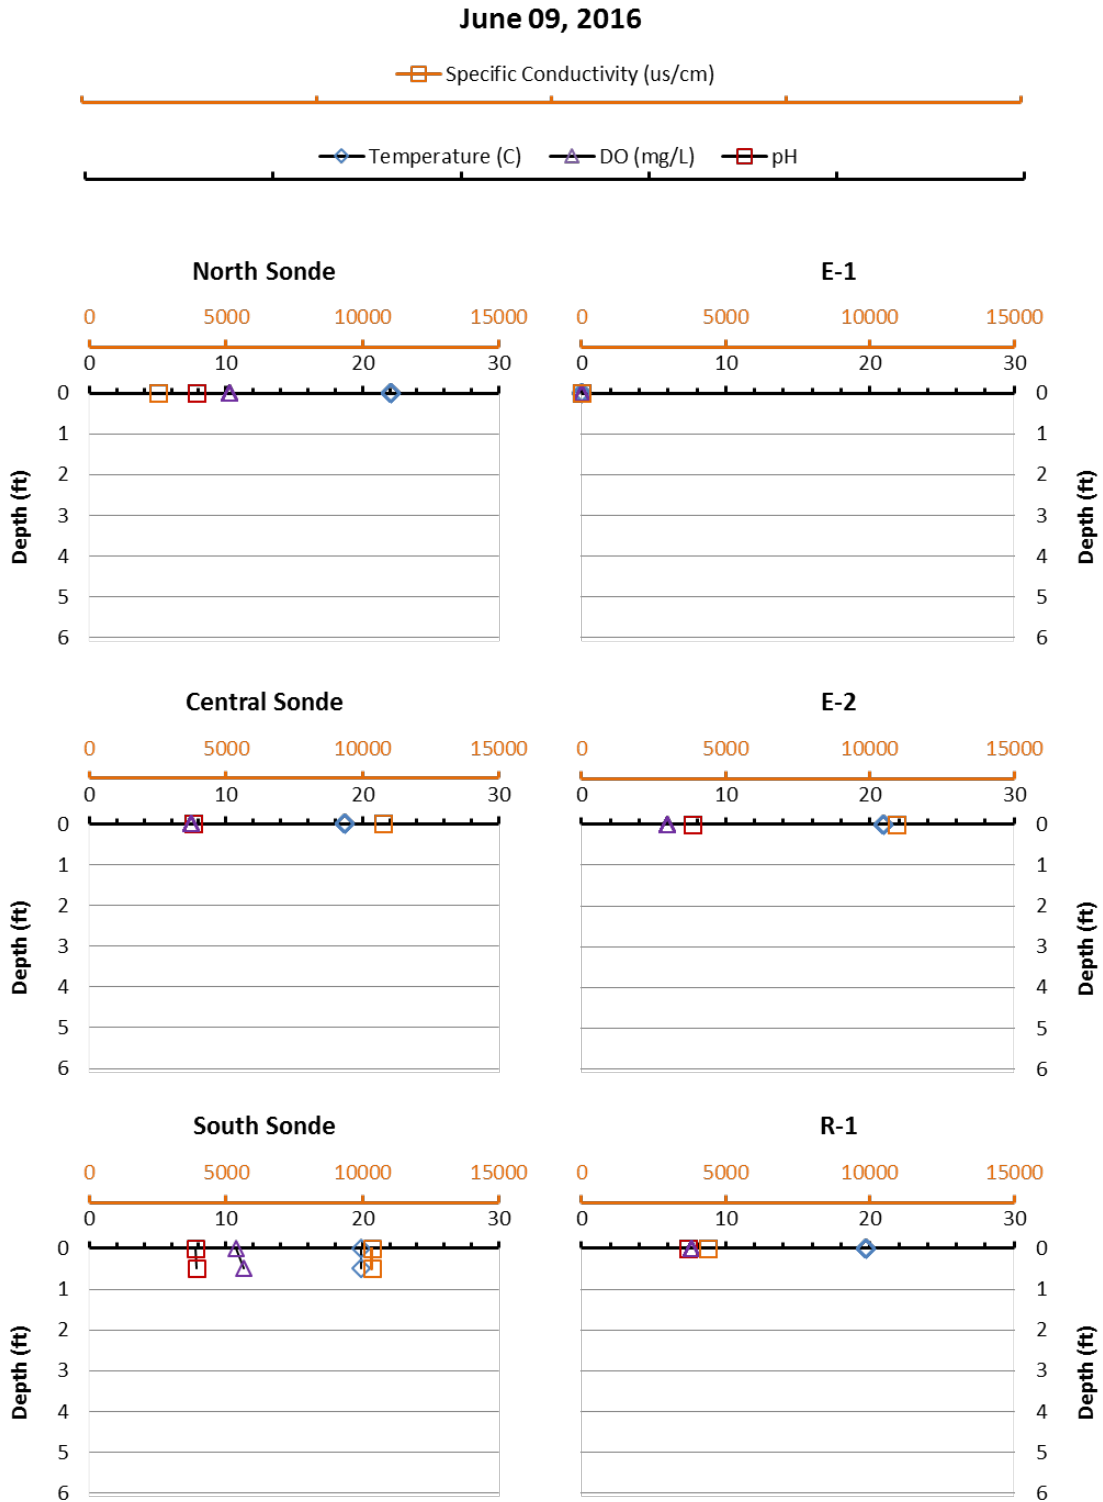 June 09, 2016
Specific Conductivity (us/cm)
Temperature (C) DO (mg/L) pH
North Sonde
0 5000 10000 15000
0 10 20 30
0
1
2
3
4
5
6
Depth (ft)
E-1
0 5000 10000 15000
0 10 20 30
0
1
2
3
4
5
6
Depth (ft)
Central Sonde
0 5000 10000 15000
0 10 20 30
0
1
2
3
4
5
6
Depth (ft)
E-2
0 5000 10000 15000
0 10 20 30
0
1
2
3
4
5
6
Depth (ft)
South Sonde
0 5000 10000 15000
0 10 20 30
0
1
2
3
4
5
6
Depth (ft)
R-1
0 5000 10000 15000
0 10 20 30
0
1
2
3
4
5
6
Depth (ft)